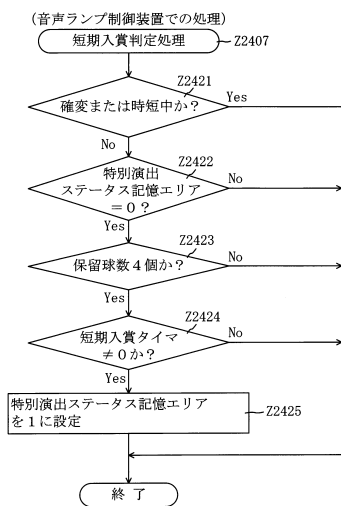 (音声ランプ制御装置での処理)
短期入賞判定処理
Z2407
Z2421
確変または時短中か?
Yes
No
Z2422
特別演出
ステータス記憶エリア
=0?
No
Yes
Z2423
保留球数4個か?
No
Yes
Z2424
短期入賞タイマ
≠0か?
No
Yes
特別演出ステータス記憶エリア
を1に設定
Z2425
終 了